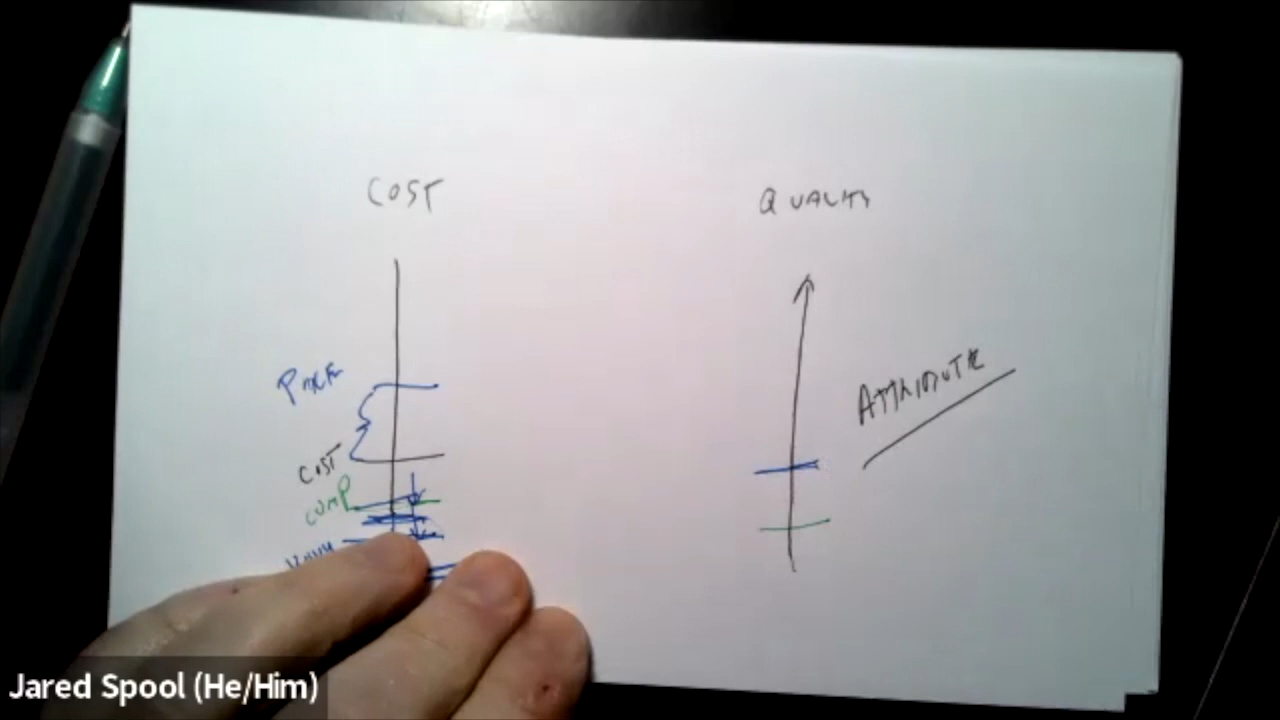 COST
QUALITY
PRICE
COST
COMP
ATTRIBUTE
Jared Spool (He/Him)